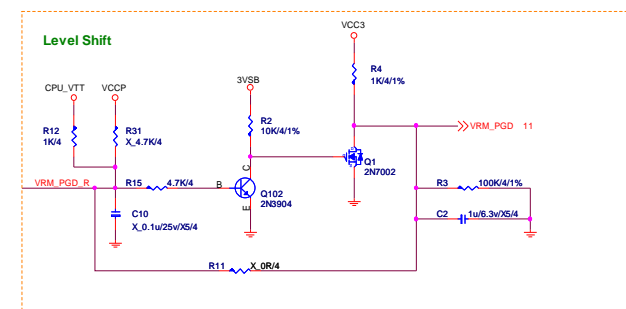 Level Shift
VCC3
CPU_VTT
VCCP
3VSB
R4
1K/4/1%
R12
1K/4
R31
X_4.7K/4
R2
10K/4/1%
VRM_PGD 11
Q1
2N7002
VRM_PGD_R
R15
4.7K/4
B
C
E
Q102
2N3904
R3
100K/4/1%
C10
X_0.1u/25v/X5/4
C2
1u/6.3v/X5/4
R11
X_0R/4